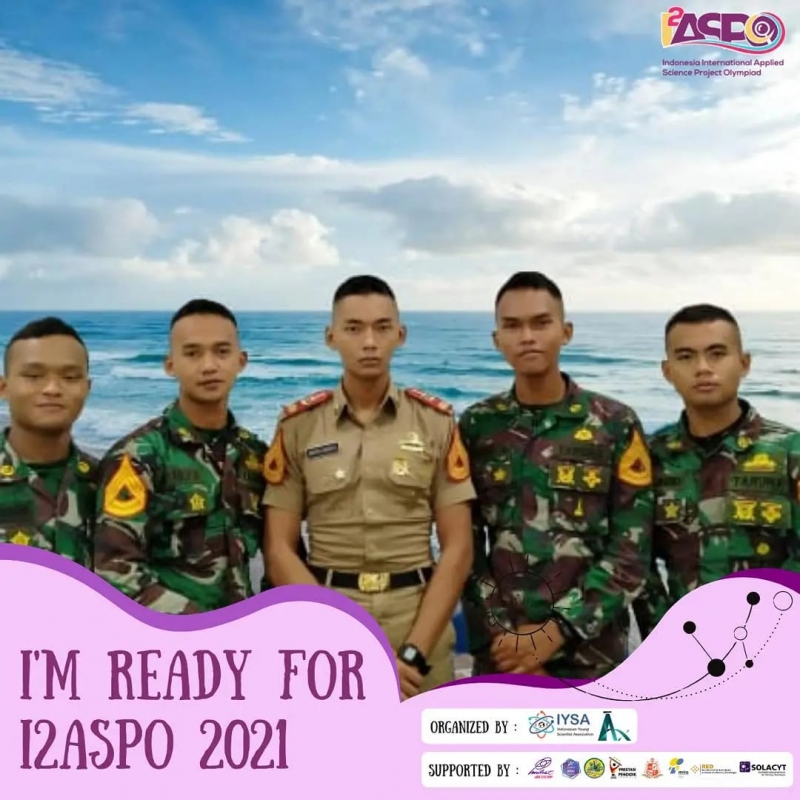 I²ASPO
Indonesia International Applied
Science Project Olympiad
TARUNA
I'M READY FOR
I2ASPO 2021
ORGANIZED BY :
IYSA
Indonesian Young
Scientist Association
SUPPORTED BY :
SOLACYT